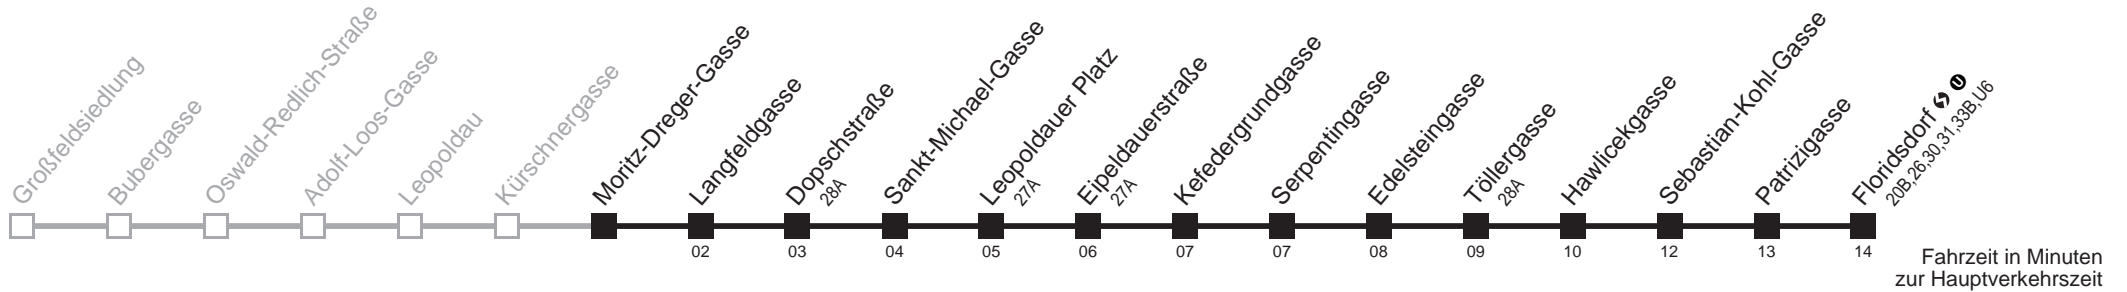 Großfeldsiedlung
Bubergasse
Oswald-Redlich-Straße
Adolf-Loos-Gasse
Leopoldau
Kürschnergasse
Moritz-Dreger-Gasse
Langfeldgasse
Dopschstraße
28A
Sankt-Michael-Gasse
Leopoldauer Platz
27A
Eipeldauerstraße
27A
Kefedergrundgasse
Serpentingasse
Edelsteingasse
Töllergasse
28A
Hawlicekgasse
Sebastian-Kohl-Gasse
Patrizigasse
Floridsdorf S U
20B,26,30,31,33B,U6
02 03 04 05 06 07 07 08 09 10 12 13 14
Fahrzeit in Minuten
zur Hauptverkehrszeit